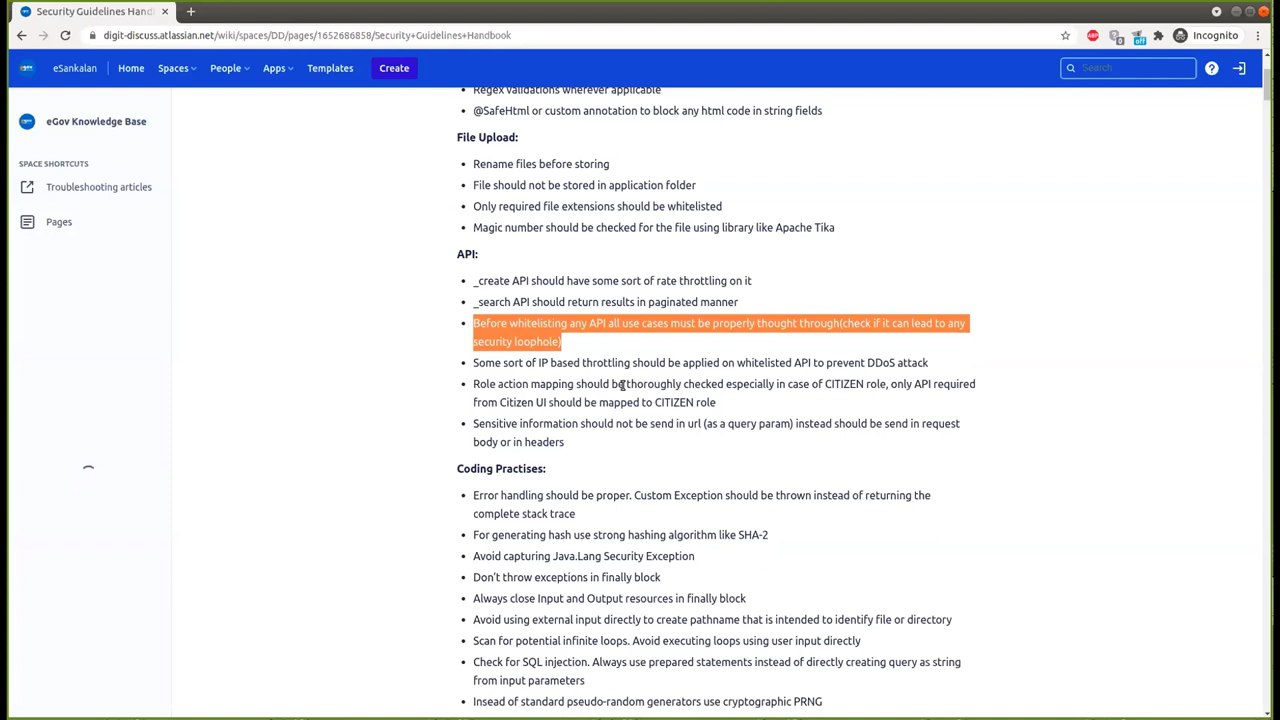 Security Guidelines Handb
digit-discuss.atlassian.net/wiki/spaces/DD/pages/1652686858/Security+Guidelines+Handbook
ABP
off
Incognito
eSankalan
Home
Spaces
People
Apps
Templates
Create
Search
eGov Knowledge Base
SPACE SHORTCUTS
Troubleshooting articles
Pages
Regex validations wherever applicable
@SafeHtml or custom annotation to block any html code in string fields
File Upload:
Rename files before storing
File should not be stored in application folder
Only required file extensions should be whitelisted
Magic number should be checked for the file using library like Apache Tika
API:
_create API should have some sort of rate throttling on it
_search API should return results in paginated manner
Before whitelisting any API all use cases must be properly thought through(check if it can lead to any
security loophole)
Some sort of IP based throttling should be applied on whitelisted API to prevent DDoS attack
Role action mapping should be thoroughly checked especially in case of CITIZEN role, only API required
from Citizen UI should be mapped to CITIZEN role
Sensitive information should not be send in url (as a query param) instead should be send in request
body or in headers
Coding Practises:
Error handling should be proper. Custom Exception should be thrown instead of returning the
complete stack trace
For generating hash use strong hashing algorithm like SHA-2
Avoid capturing Java.Lang Security Exception
Don't throw exceptions in finally block
Always close Input and Output resources in finally block
Avoid using external input directly to create pathname that is intended to identify file or directory
Scan for potential infinite loops. Avoid executing loops using user input directly
Check for SQL injection. Always use prepared statements instead of directly creating query as string
from input parameters
Insead of standard pseudo-random generators use cryptographic PRNG